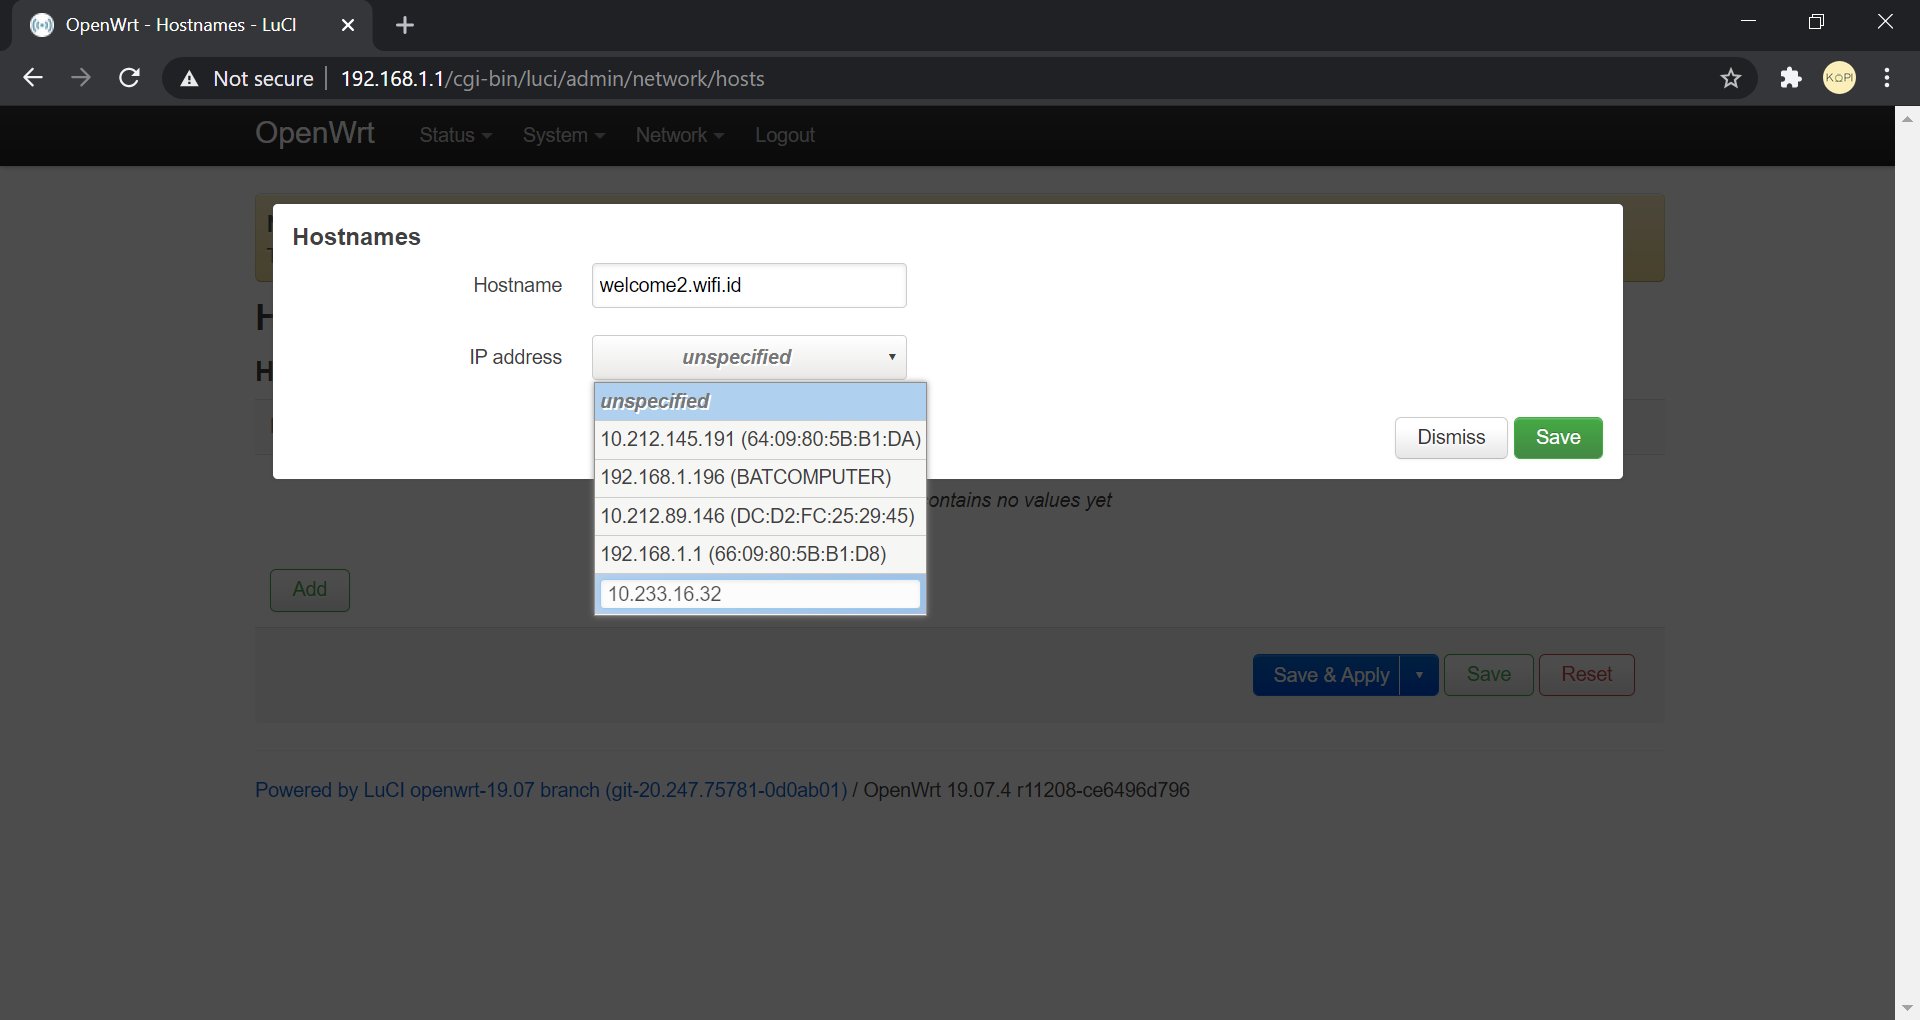 OpenWrt - Hostnames - LuCI
Not secure 192.168.1.1/cgi-bin/luci/admin/network/hosts
KOPI
OpenWrt Status System Network Logout
Hostnames
Hostname welcome2.wifi.id
IP address unspecified
unspecified
10.212.145.191 (64:09:80:5B:B1:DA)
Dismiss Save
192.168.1.196 (BATCOMPUTER)
ontains no values yet
10.212.89.146 (DC:D2:FC:25:29:45)
192.168.1.1 (66:09:80:5B:B1:D8)
10.233.16.32
Add
Save & Apply Save Reset
Powered by LuCI openwrt-19.07 branch (git-20.247.75781-0d0ab01) / OpenWrt 19.07.4 r11208-ce6496d796